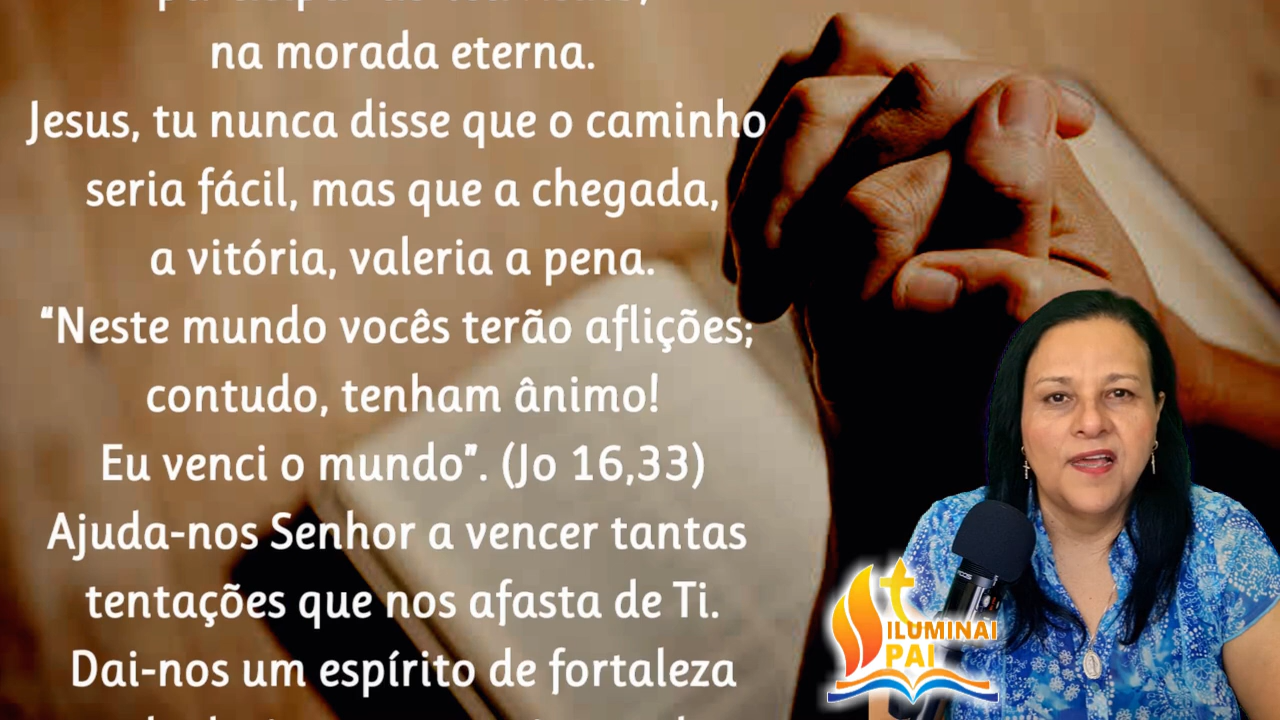 na morada eterna.
Jesus, tu nunca disse que o caminho
seria fácil, mas que a chegada,
a vitória, valeria a pena.
“Neste mundo vocês terão aflições;
contudo, tenham ânimo!
Eu venci o mundo”. (Jo 16,33)
Ajuda-nos Senhor a vencer tantas
tentações que nos afasta de Ti.
Dai-nos um espírito de fortaleza
ILUMINAI
PAI